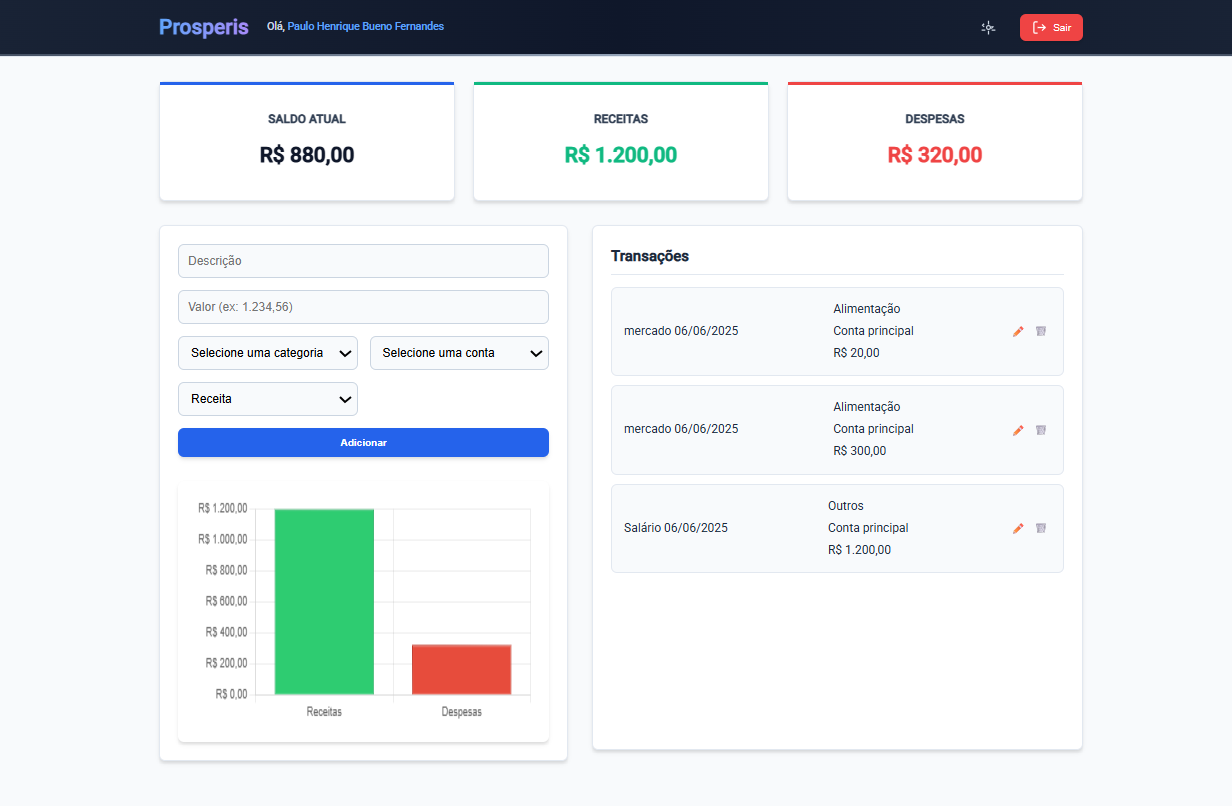 Prosperis
Olá, Paulo Henrique Bueno Fernandes
Sair
SALDO ATUAL
R$ 880,00
RECEITAS
R$ 1.200,00
DESPESAS
R$ 320,00
Descrição
Valor (ex: 1.234,56)
Selecione uma categoria
Selecione uma conta
Receita
Adicionar
R$ 1.200,00
R$ 1.000,00
R$ 800,00
R$ 600,00
R$ 400,00
R$ 200,00
R$ 0,00
Receitas
Despesas
Transações
mercado 06/06/2025
Alimentação
Conta principal
R$ 20,00
mercado 06/06/2025
Alimentação
Conta principal
R$ 300,00
Salário 06/06/2025
Outros
Conta principal
R$ 1.200,00